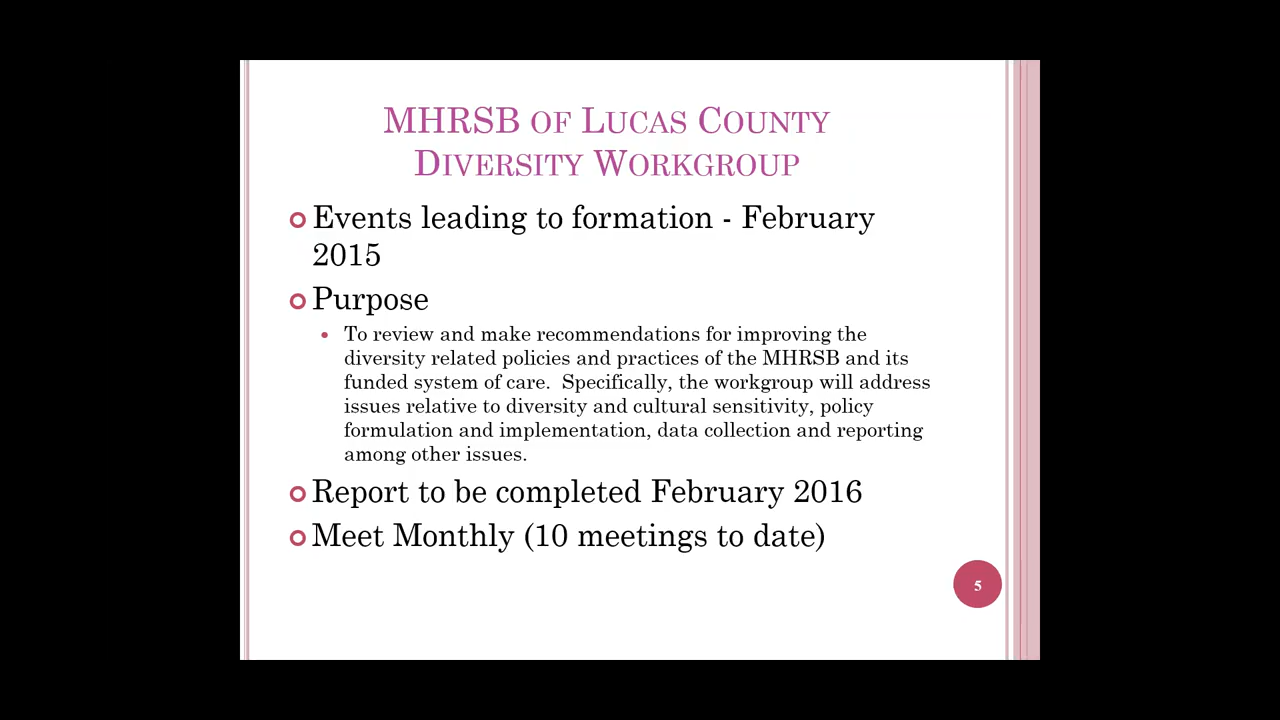 MHRSB OF LUCAS COUNTY
DIVERSITY WORKGROUP
Events leading to formation - February
2015
Purpose
To review and make recommendations for improving the
diversity related policies and practices of the MHRSB and its
funded system of care.  Specifically, the workgroup will address
issues relative to diversity and cultural sensitivity, policy
formulation and implementation, data collection and reporting
among other issues.
Report to be completed February 2016
Meet Monthly (10 meetings to date)
5